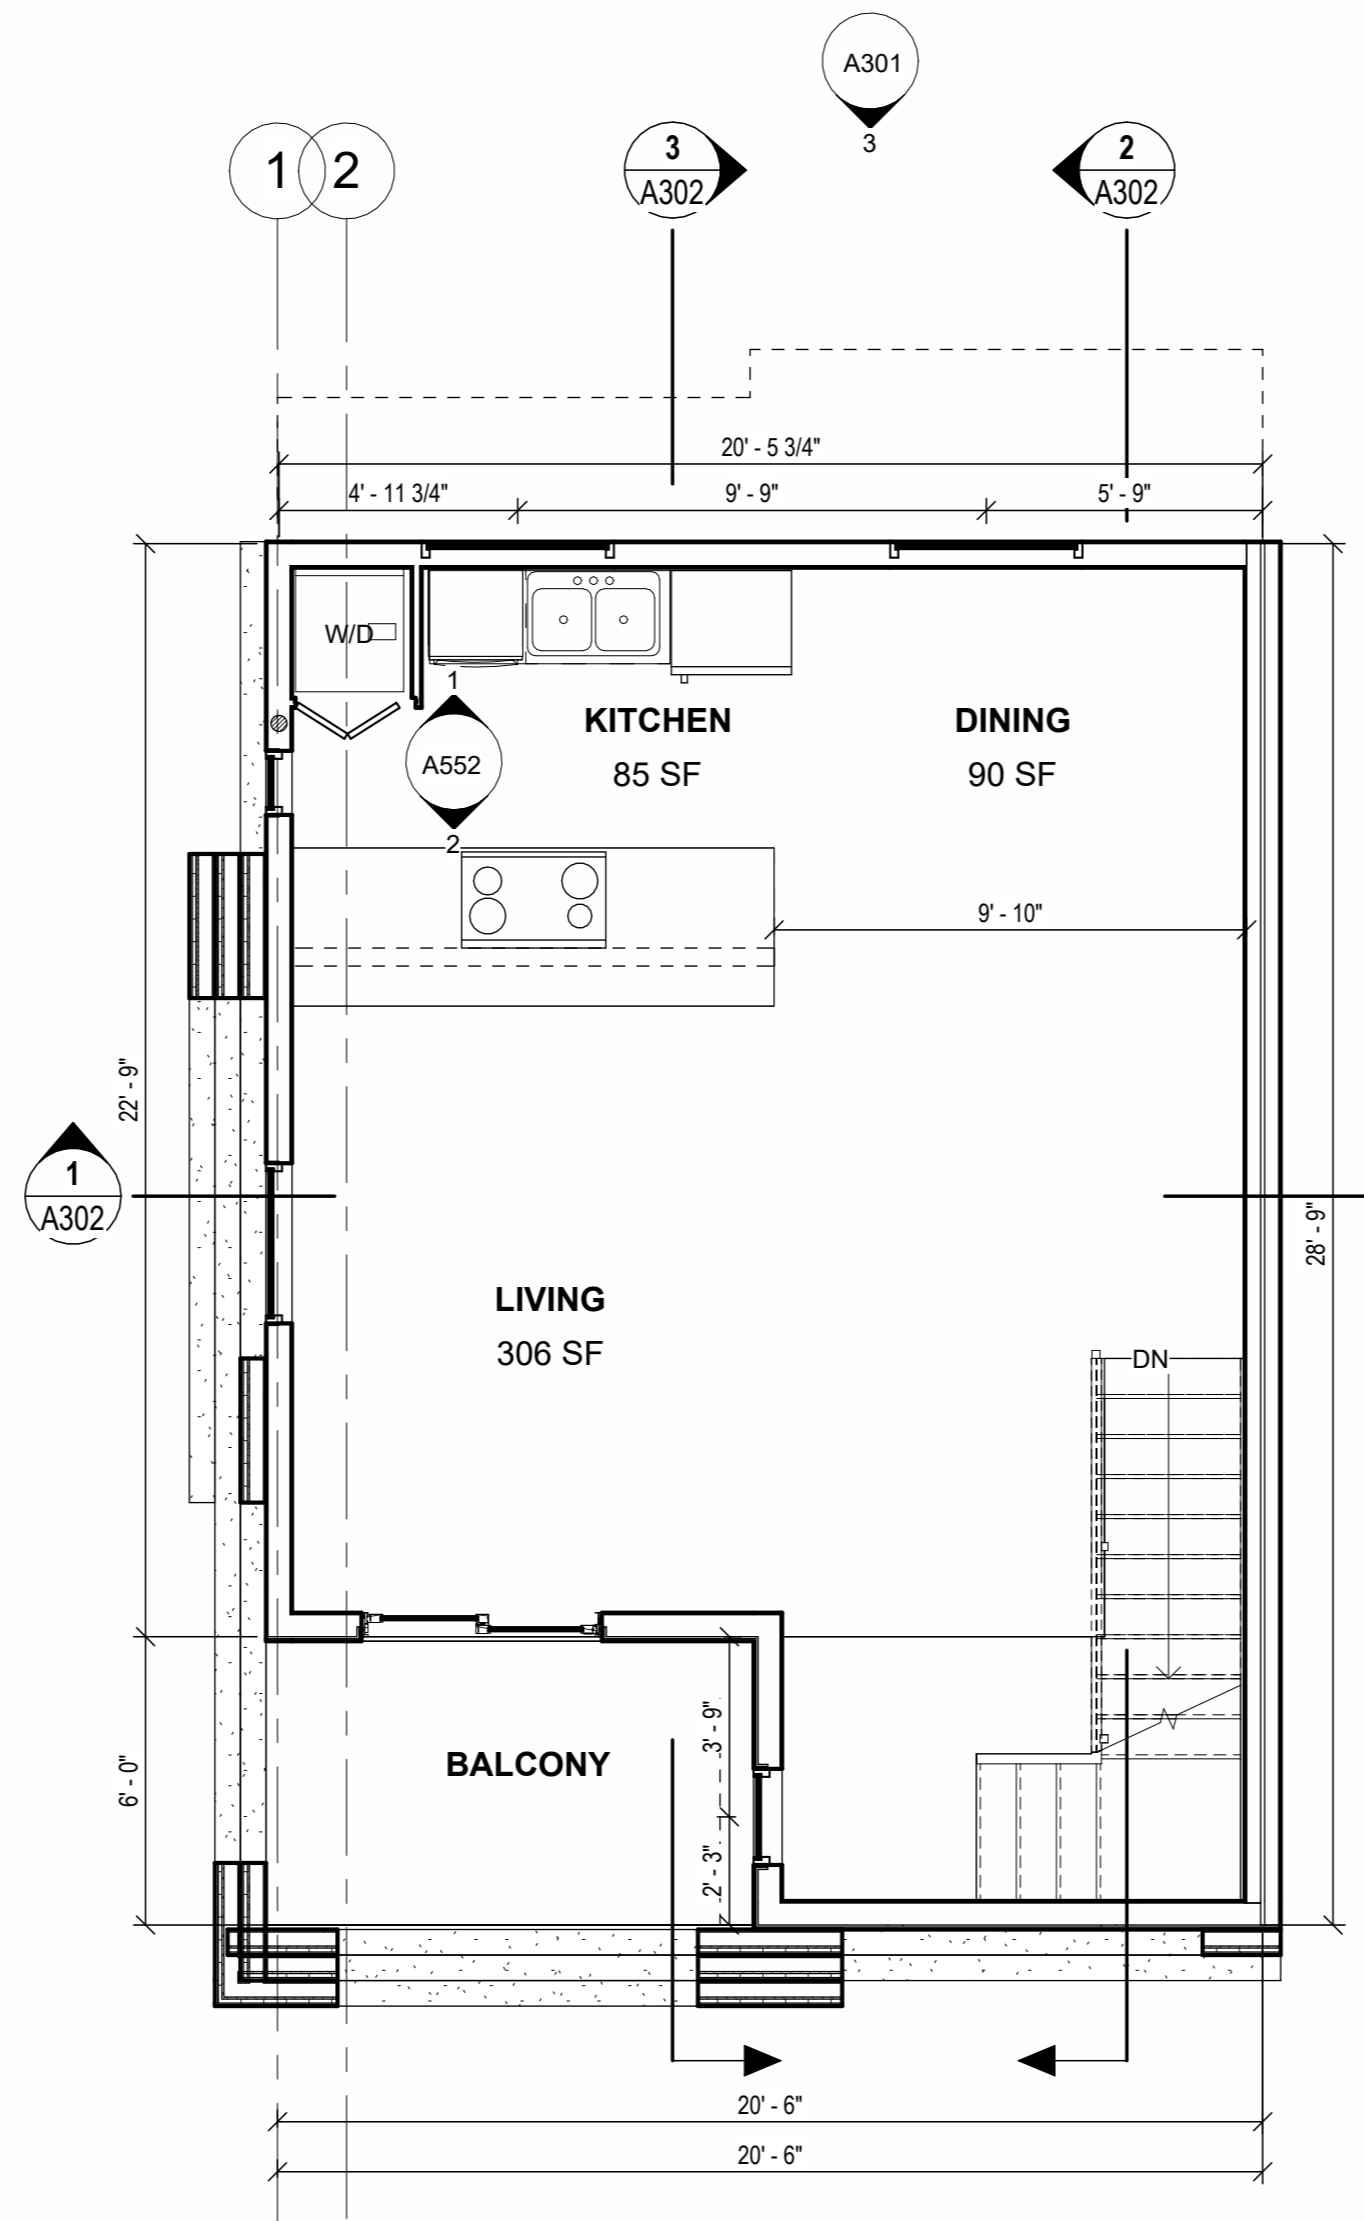 A301
3
1
2
3
A302
2
A302
20' - 5 3/4"
4' - 11 3/4"
9' - 9"
5' - 9"
W/D
1
KITCHEN
85 SF
DINING
90 SF
A552
2
9' - 10"
22' - 9"
1
A302
28' - 9"
LIVING
306 SF
DN
3' - 9"
BALCONY
6' - 0"
2' - 3"
20' - 6"
20' - 6"